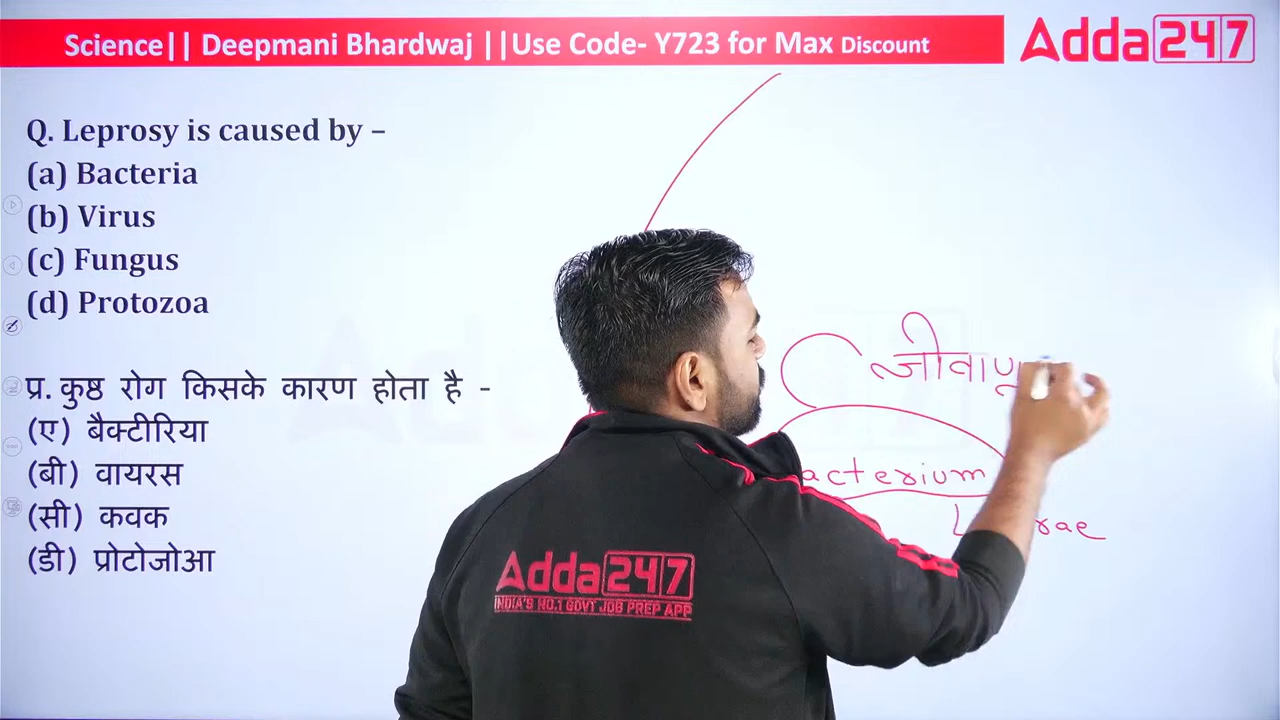 Science|| Deepmani Bhardwaj ||Use Code- Y723 for Max Discount
Adda247
Q. Leprosy is caused by –
(a) Bacteria
(b) Virus
(c) Fungus
(d) Protozoa
प्र. कुष्ठ रोग किसके कारण होता है -
(ए) बैक्टीरिया
(बी) वायरस
(सी) कवक
(डी) प्रोटोजोआ
जीवाणु
acterium
Adda247
INDIA'S NO.1 GOVT JOB PREP APP